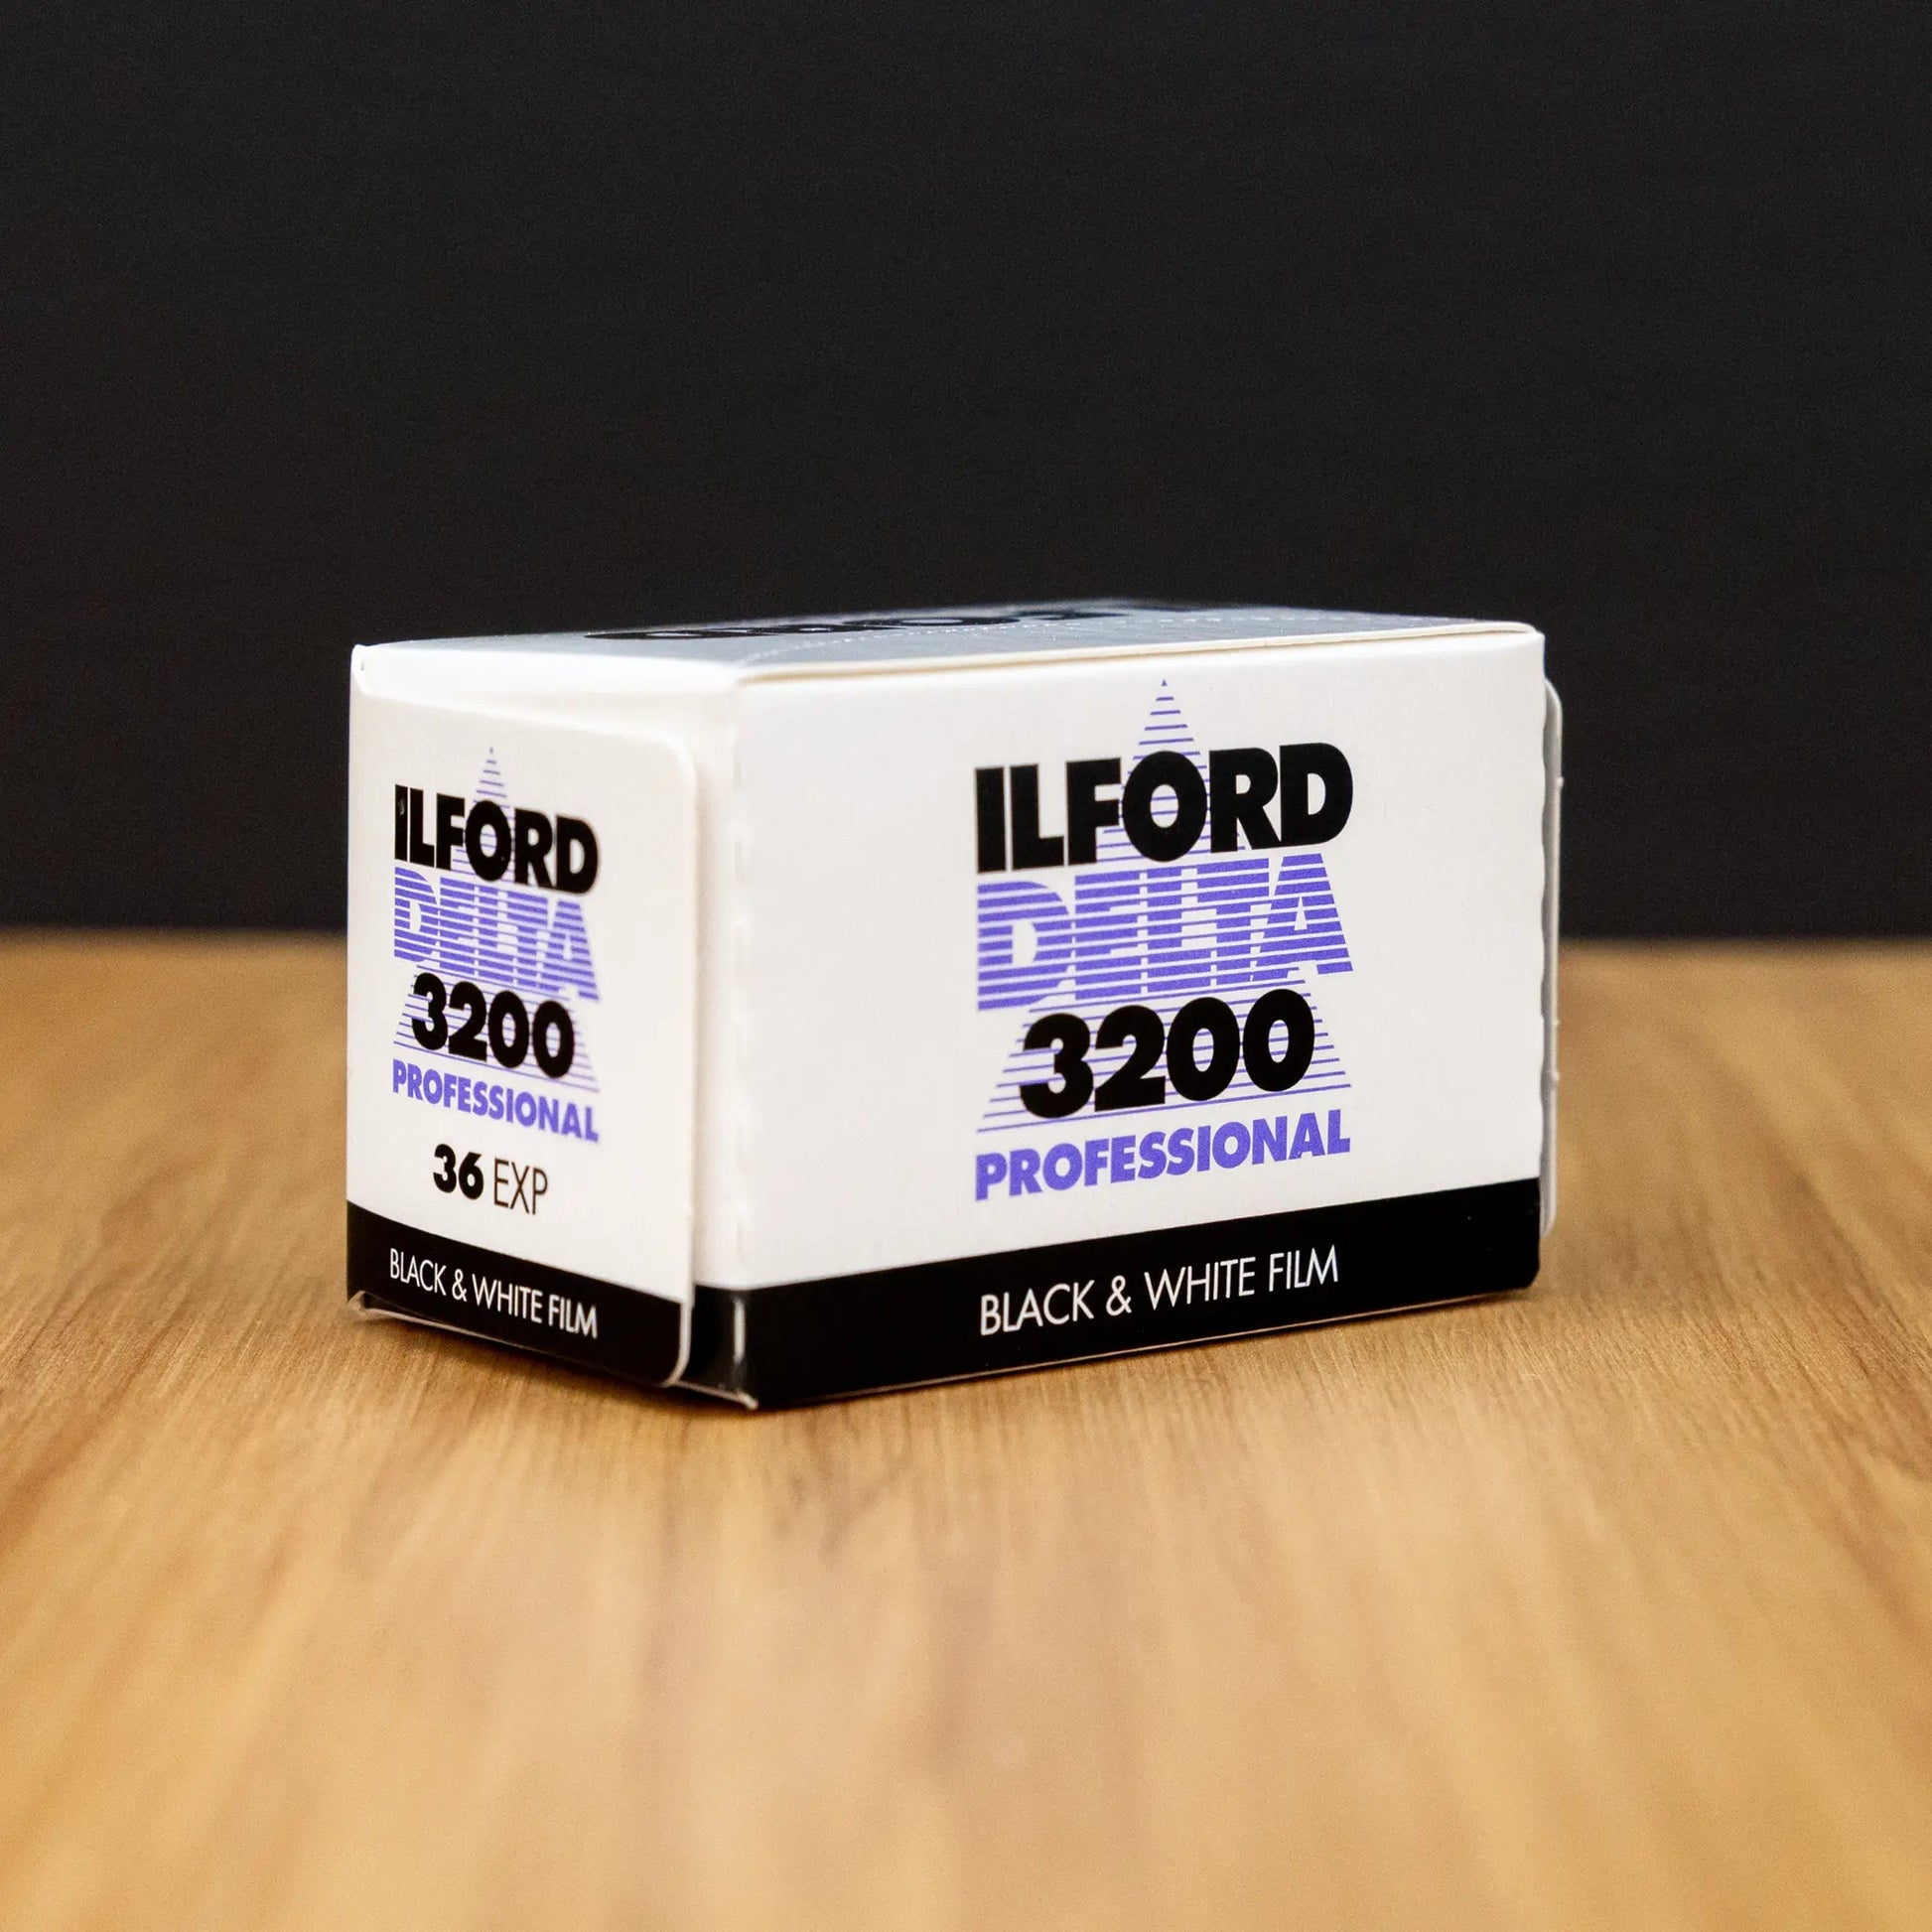 ILFORD
DELTA
3200
PROFESSIONAL
36 EXP
BLACK & WHITE FILM
ILFORD
DELTA
3200
PROFESSIONAL
BLACK & WHITE FILM